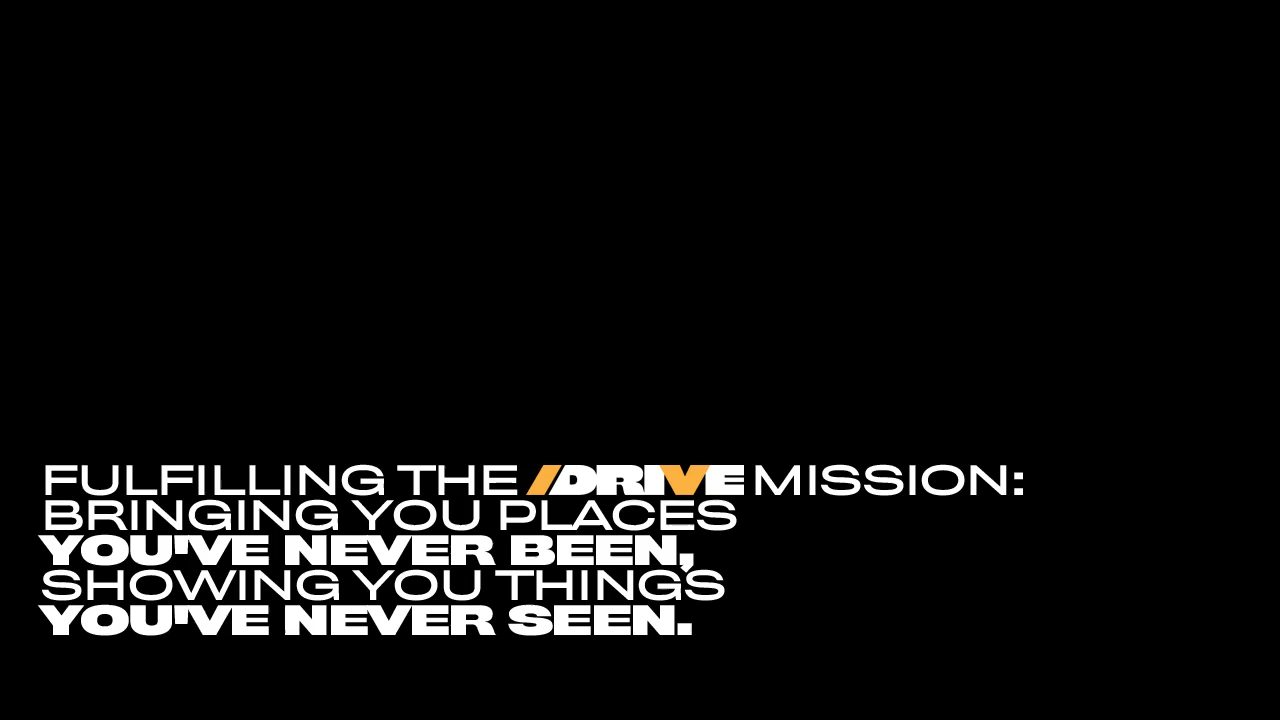 FULFILLING THE /DRIVE MISSION:
BRINGING YOU PLACES
YOU'VE NEVER BEEN,
SHOWING YOU THINGS
YOU'VE NEVER SEEN.